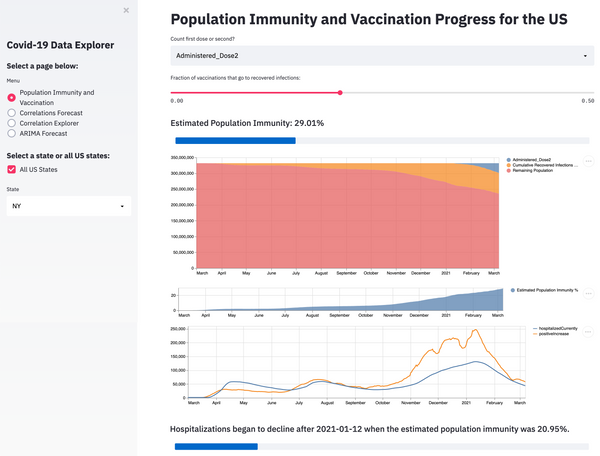 ×
Covid-19 Data Explorer
Select a page below:
Menu
Population Immunity and
Vaccination
Correlations Forecast
Correlation Explorer
ARIMA Forecast
Select a state or all US states:
All US States
State
NY
Population Immunity and Vaccination Progress for the US
Count first dose or second?
Administered_Dose2
Fraction of vaccinations that go to recovered infections:
0.00 0.50
Estimated Population Immunity: 29.01%
350,000,000
300,000,000
250,000,000
200,000,000
150,000,000
100,000,000
50,000,000
0
March April May June July August September October November December 2021 February March
Administered_Dose2
Cumulative Recovered Infections ...
Remaining Population
20
0
March April May June July August September October November December 2021 February March
Estimated Population Immunity %
250,000
200,000
150,000
100,000
50,000
0
March April May June July August September October November December 2021 February March
hospitalizedCurrently
positiveIncrease
Hospitalizations began to decline after 2021-01-12 when the estimated population immunity was 20.95%.